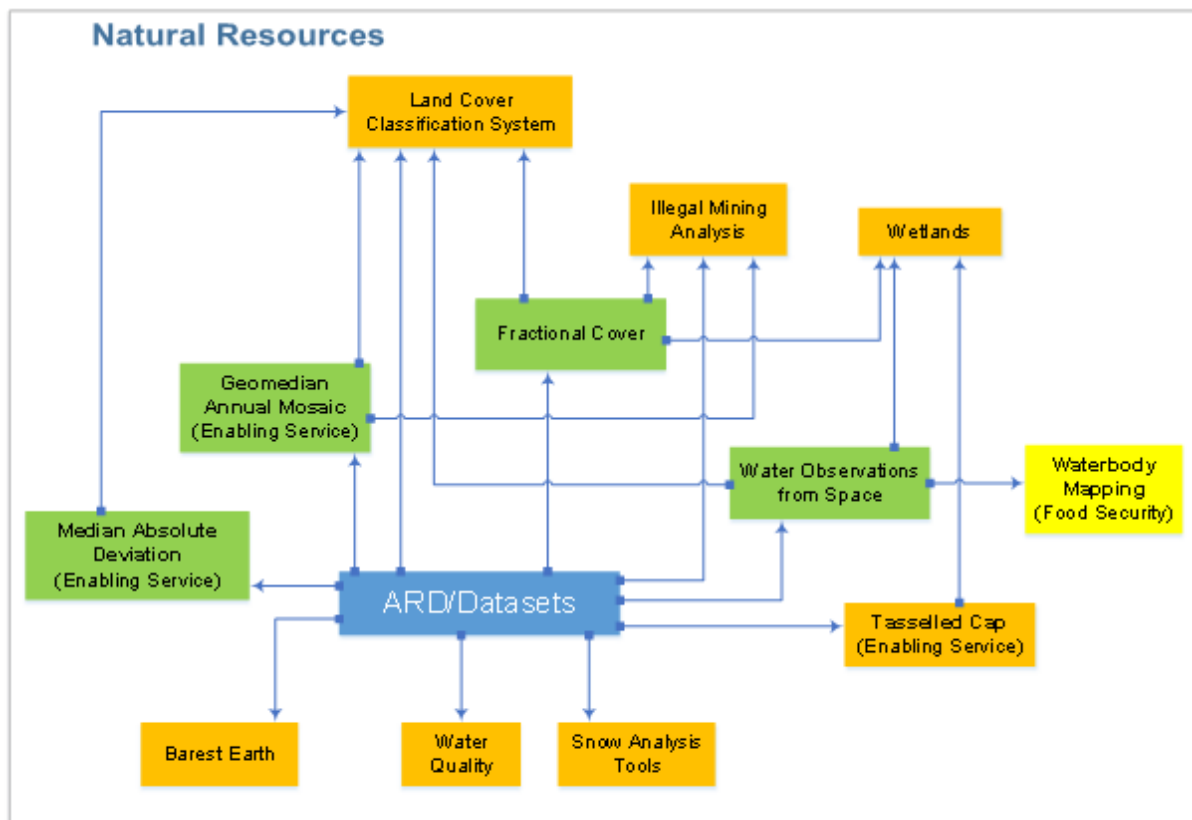 Natural Resources
Land Cover
Classification System
Illegal Mining
Analysis
Wetlands
Fractional Cover
Geomedian
Annual Mosaic
(Enabling Service)
Water Observations
from Space
Waterbody
Mapping
(Food Security)
Median Absolute
Deviation
(Enabling Service)
ARD/Datasets
Tasselled Cap
(Enabling Service)
Barest Earth
Water
Quality
Snow Analysis
Tools